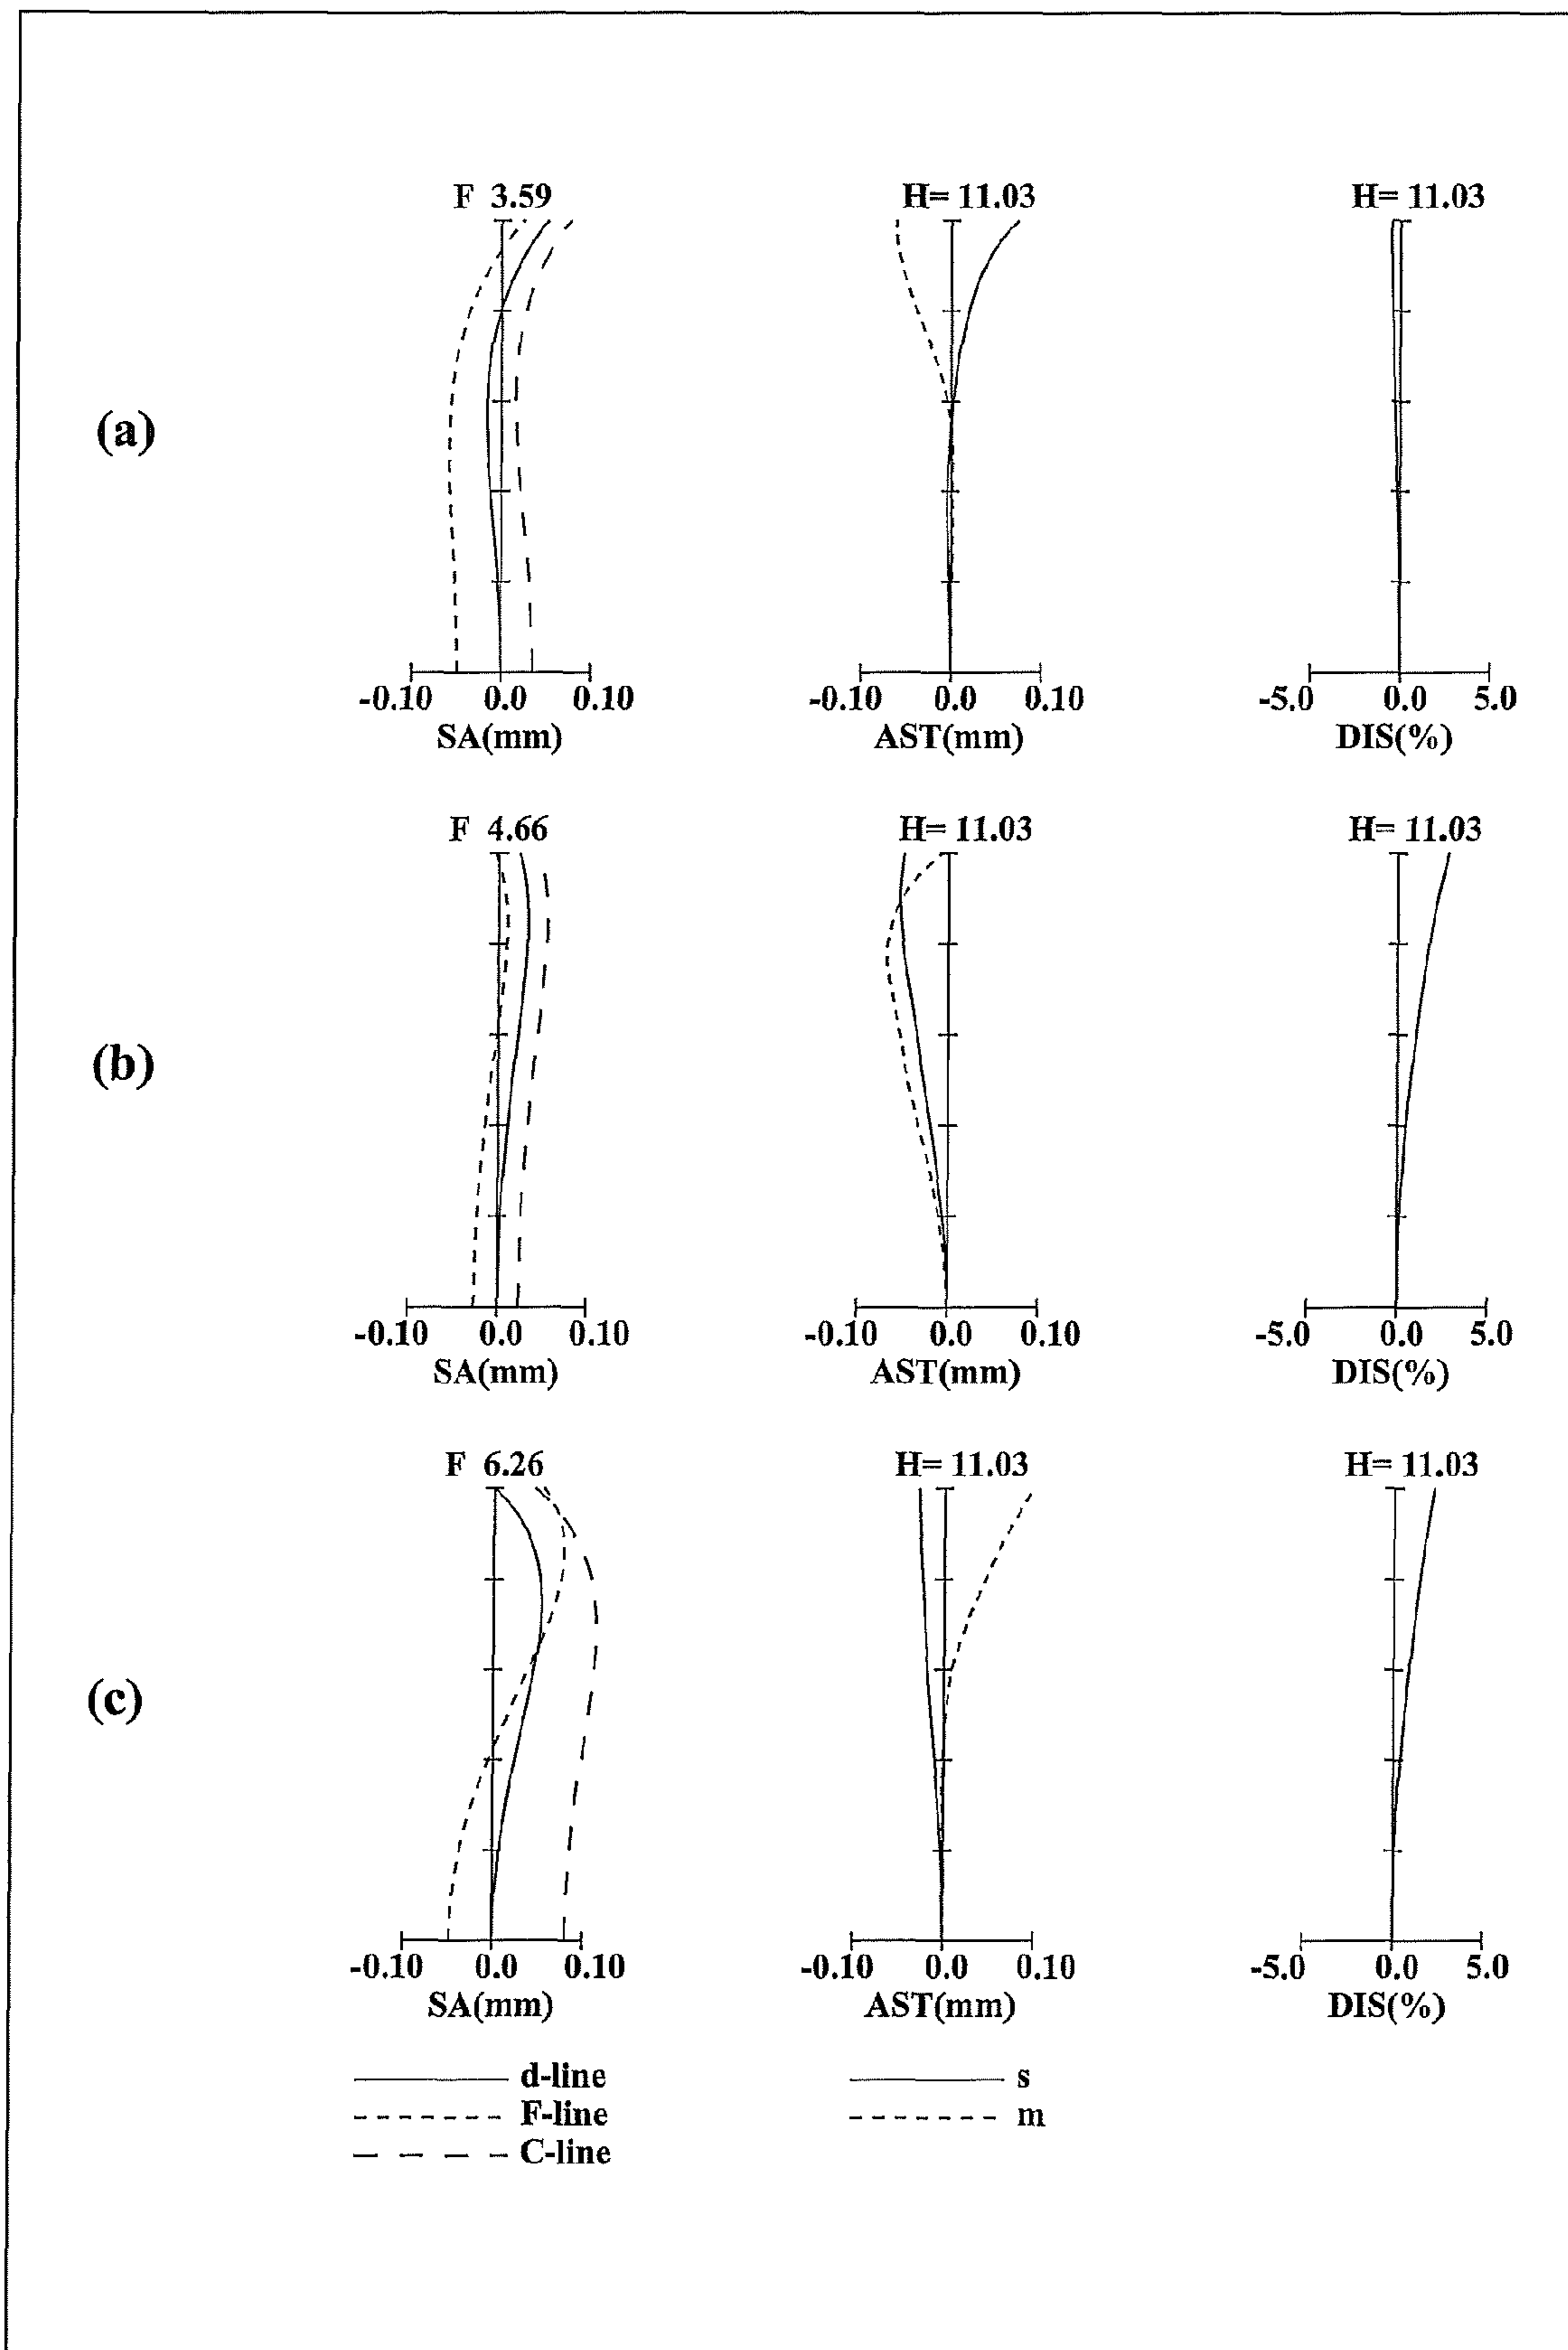 F 3.59 H= 11.03 H= 11.03
(a)
-0.10 0.0 0.10 -0.10 0.0 0.10 -5.0 0.0 5.0
SA(mm) AST(mm) DIS(%)
F 4.66 H= 11.03 H= 11.03
(b)
-0.10 0.0 0.10 -0.10 0.0 0.10 -5.0 0.0 5.0
SA(mm) AST(mm) DIS(%)
F 6.26 H= 11.03 H= 11.03
(c)
-0.10 0.0 0.10 -0.10 0.0 0.10 -5.0 0.0 5.0
SA(mm) AST(mm) DIS(%)
d-line s
F-line m
C-line